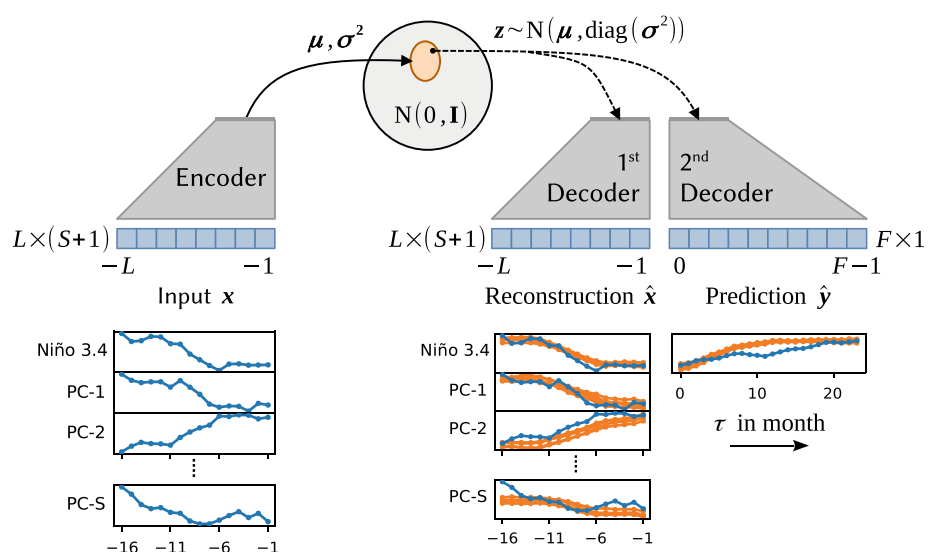 μ, σ²
z~N(μ, diag(σ²))
N(0, I)
Encoder
1st
Decoder
2nd
Decoder
L×(S+1)
L×(S+1)
F×1
−L
−1
−L
−1
0
F−1
Input x
Reconstruction x̂
Prediction ŷ
Niño 3.4
PC-1
PC-2
PC-S
−16
−11
−6
−1
Niño 3.4
PC-1
PC-2
PC-S
−16
−11
−6
−1
0
10
20
τ in month